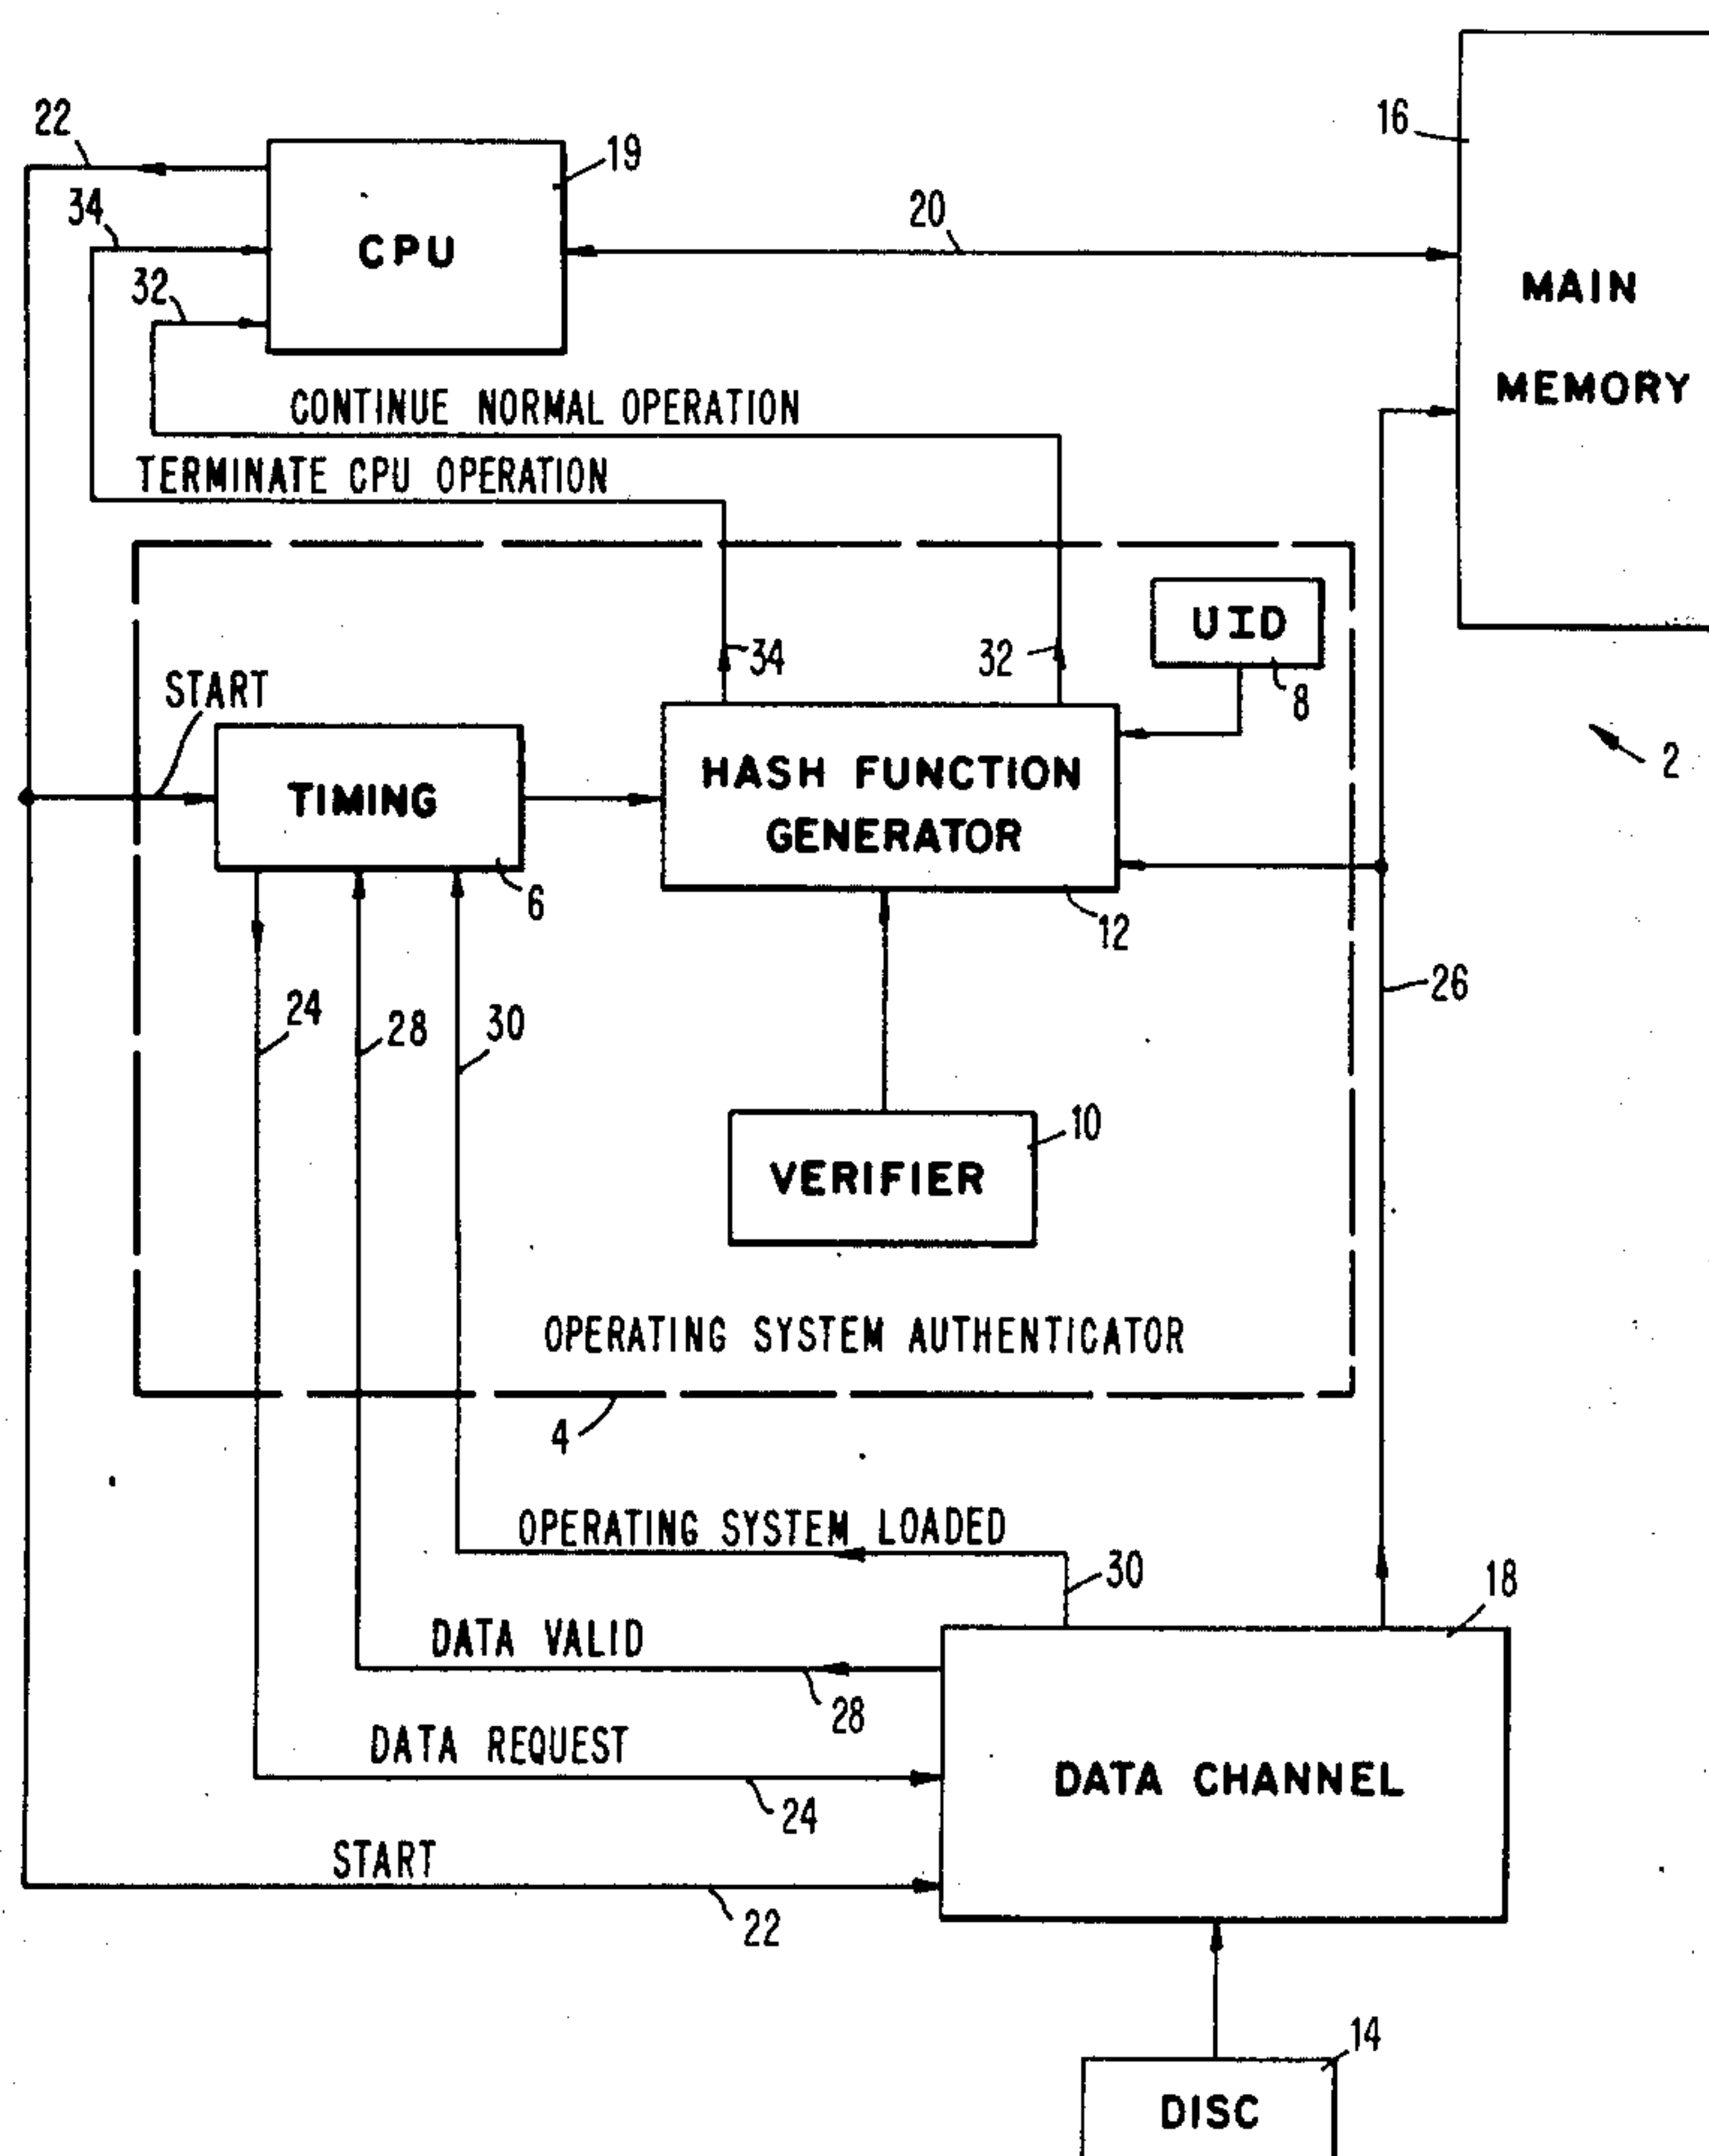 22
19
16
34
20
CPU
32
MAIN
MEMORY
CONTINUE NORMAL OPERATION
TERMINATE CPU OPERATION
UID
34
32
8
START
2
TIMING
HASH FUNCTION
GENERATOR
6
12
24
28
30
26
10
VERIFIER
OPERATING SYSTEM AUTHENTICATOR
4
OPERATING SYSTEM LOADED
30
18
DATA VALID
28
DATA REQUEST
24
DATA CHANNEL
START
22
14
DISC